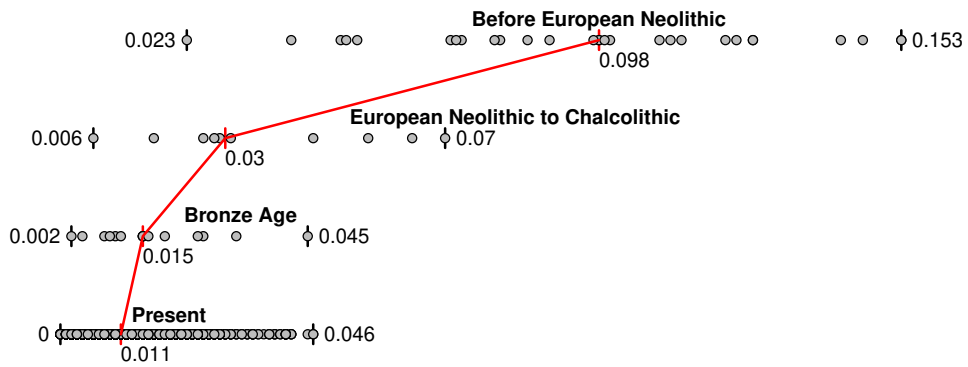 Before European Neolithic
0.023 0.153
0.098
European Neolithic to Chalcolithic
0.006 0.07
0.03
Bronze Age
0.002 0.045
0.015
Present
0 0.046
0.011